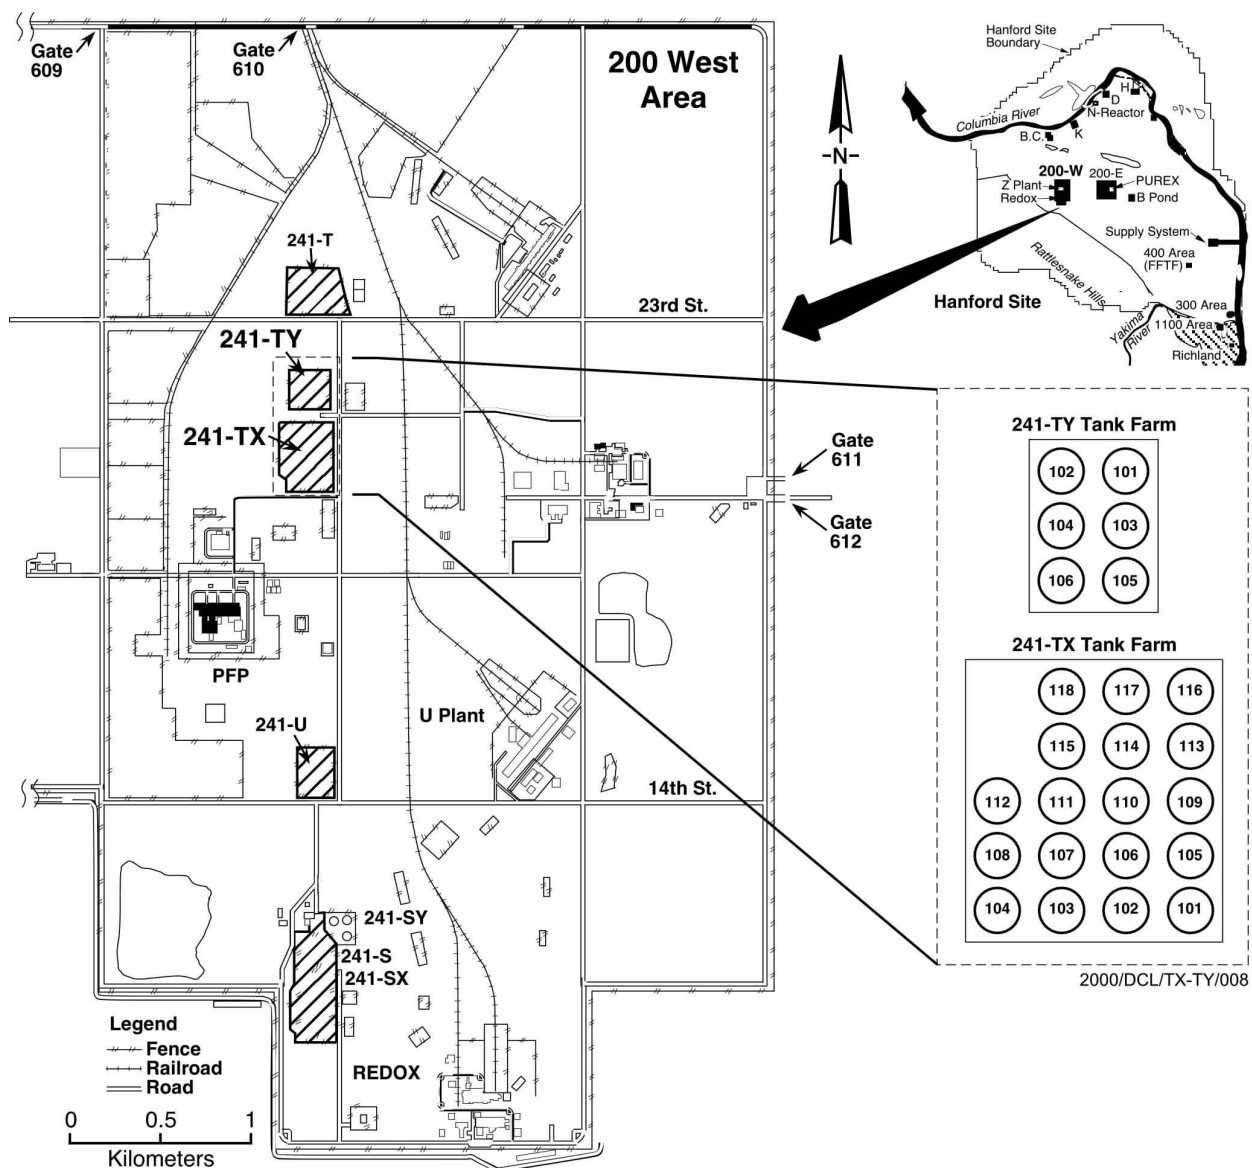 Gate
609
Gate
610
200 West
Area
-N-
Hanford Site
Boundary
Columbia River
H
D
N-Reactor
K
B.C.
200-W
200-E
Z Plant
PUREX
Redox
B Pond
Supply System
400 Area
(FFTF)
Rattlesnake Hills
Hanford Site
300 Area
1100 Area
Yakima
River
Richland
241-T
23rd St.
241-TY
241-TX
Gate
611
Gate
612
241-TY Tank Farm
102 101
104 103
106 105
241-TX Tank Farm
118 117 116
115 114 113
112 111 110 109
108 107 106 105
104 103 102 101
2000/DCL/TX-TY/008
PFP
241-U
U Plant
14th St.
241-SY
241-S
241-SX
REDOX
Legend
Fence
Railroad
Road
0 0.5 1
Kilometers